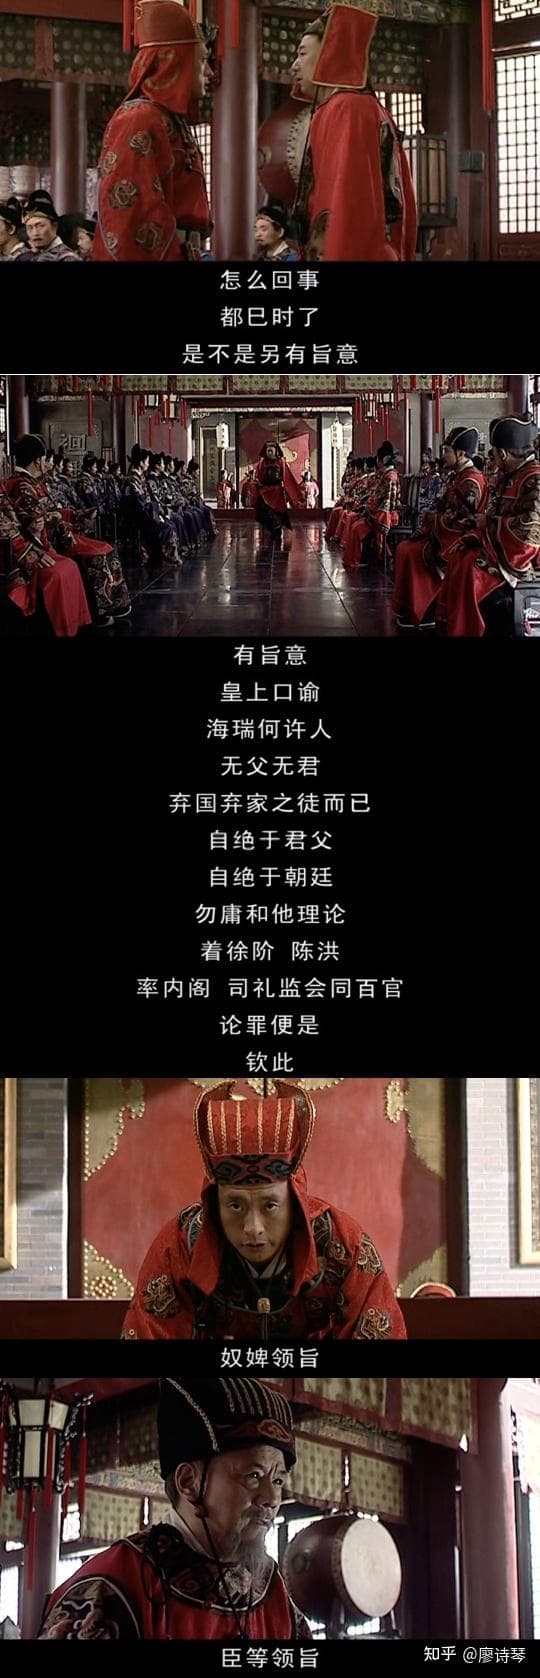 怎么回事
都巳时了
是不是另有旨意
有旨意
皇上口谕
海瑞何许人
无父无君
弃国弃家之徒而已
自绝于君父
自绝于朝廷
勿庸和他理论
着徐阶 陈洪
率内阁 司礼监会同百官
论罪便是
钦此
奴婢领旨
臣等领旨
知乎 @廖诗琴